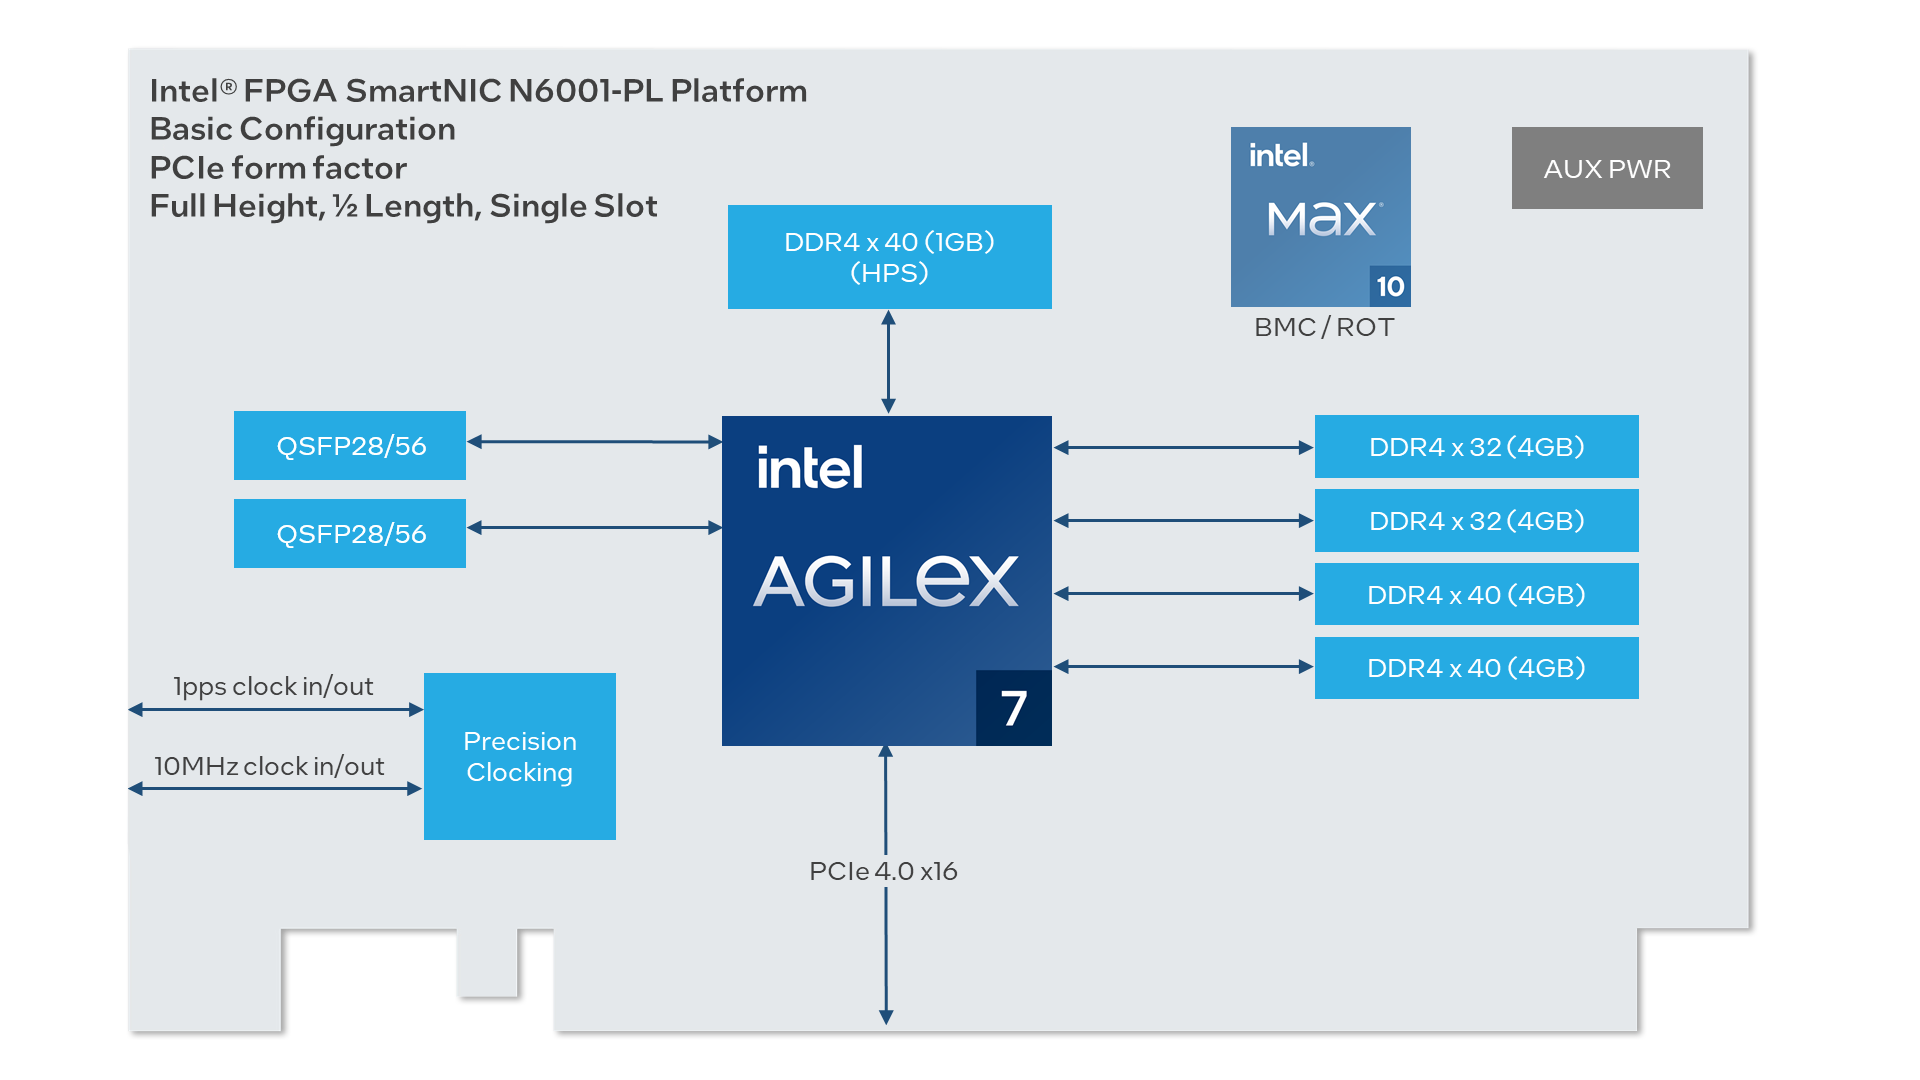 Intel® FPGA SmartNIC N6001-PL Platform
Basic Configuration
PCIe form factor
Full Height, ½ Length, Single Slot
intel.
MAX®
10
BMC / ROT
AUX PWR
DDR4 x 40 (1GB)
(HPS)
QSFP28/56
QSFP28/56
intel
AGILEX
7
DDR4 x 32 (4GB)
DDR4 x 32 (4GB)
DDR4 x 40 (4GB)
DDR4 x 40 (4GB)
1pps clock in/out
10MHz clock in/out
Precision
Clocking
PCIe 4.0 x16